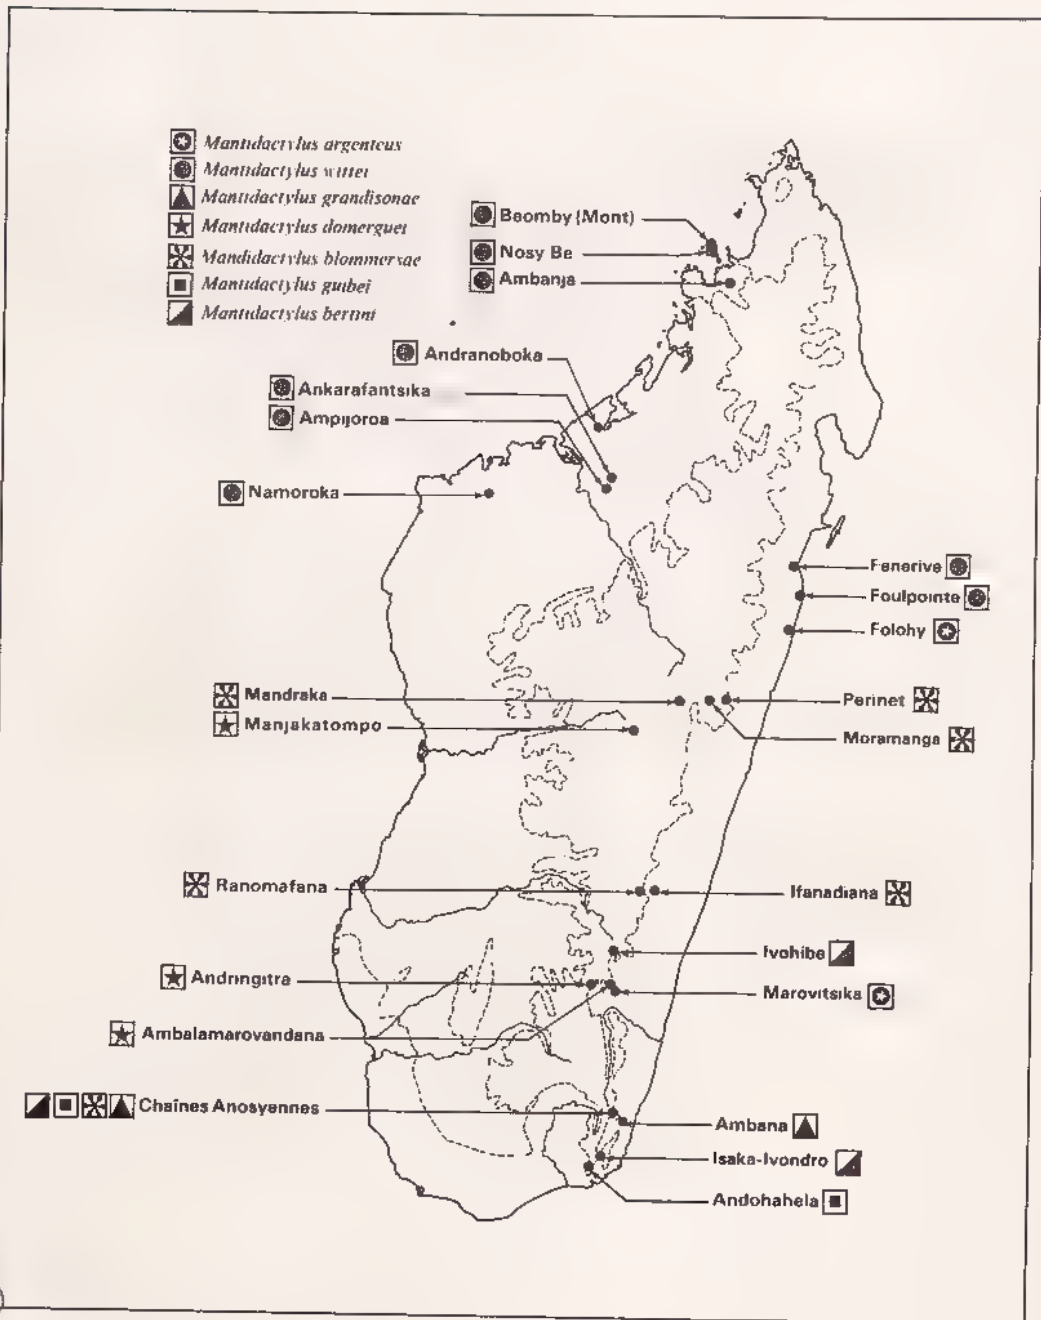 Mantidactylus argenteus
Mantidactylus wittei
Mantidactylus grandisonae
Mantidactylus domerguei
Mandidactylus blommersae
Mantidactylus guibei
Mantidactylus bertini
Beomby (Mont)
Nosy Be
Ambanja
Andranoboka
Ankarafantsika
Ampijoroa
Namoroka
Fenerive
Foulpointe
Folohy
Mandraka
Perinet
Manjakatompo
Moramanga
Ranomafana
Ifanadiana
Ivohibe
Andringitra
Marovitsika
Ambalamarovandana
Chaînes Anosyennes
Ambana
Isaka-Ivondro
Andohahela